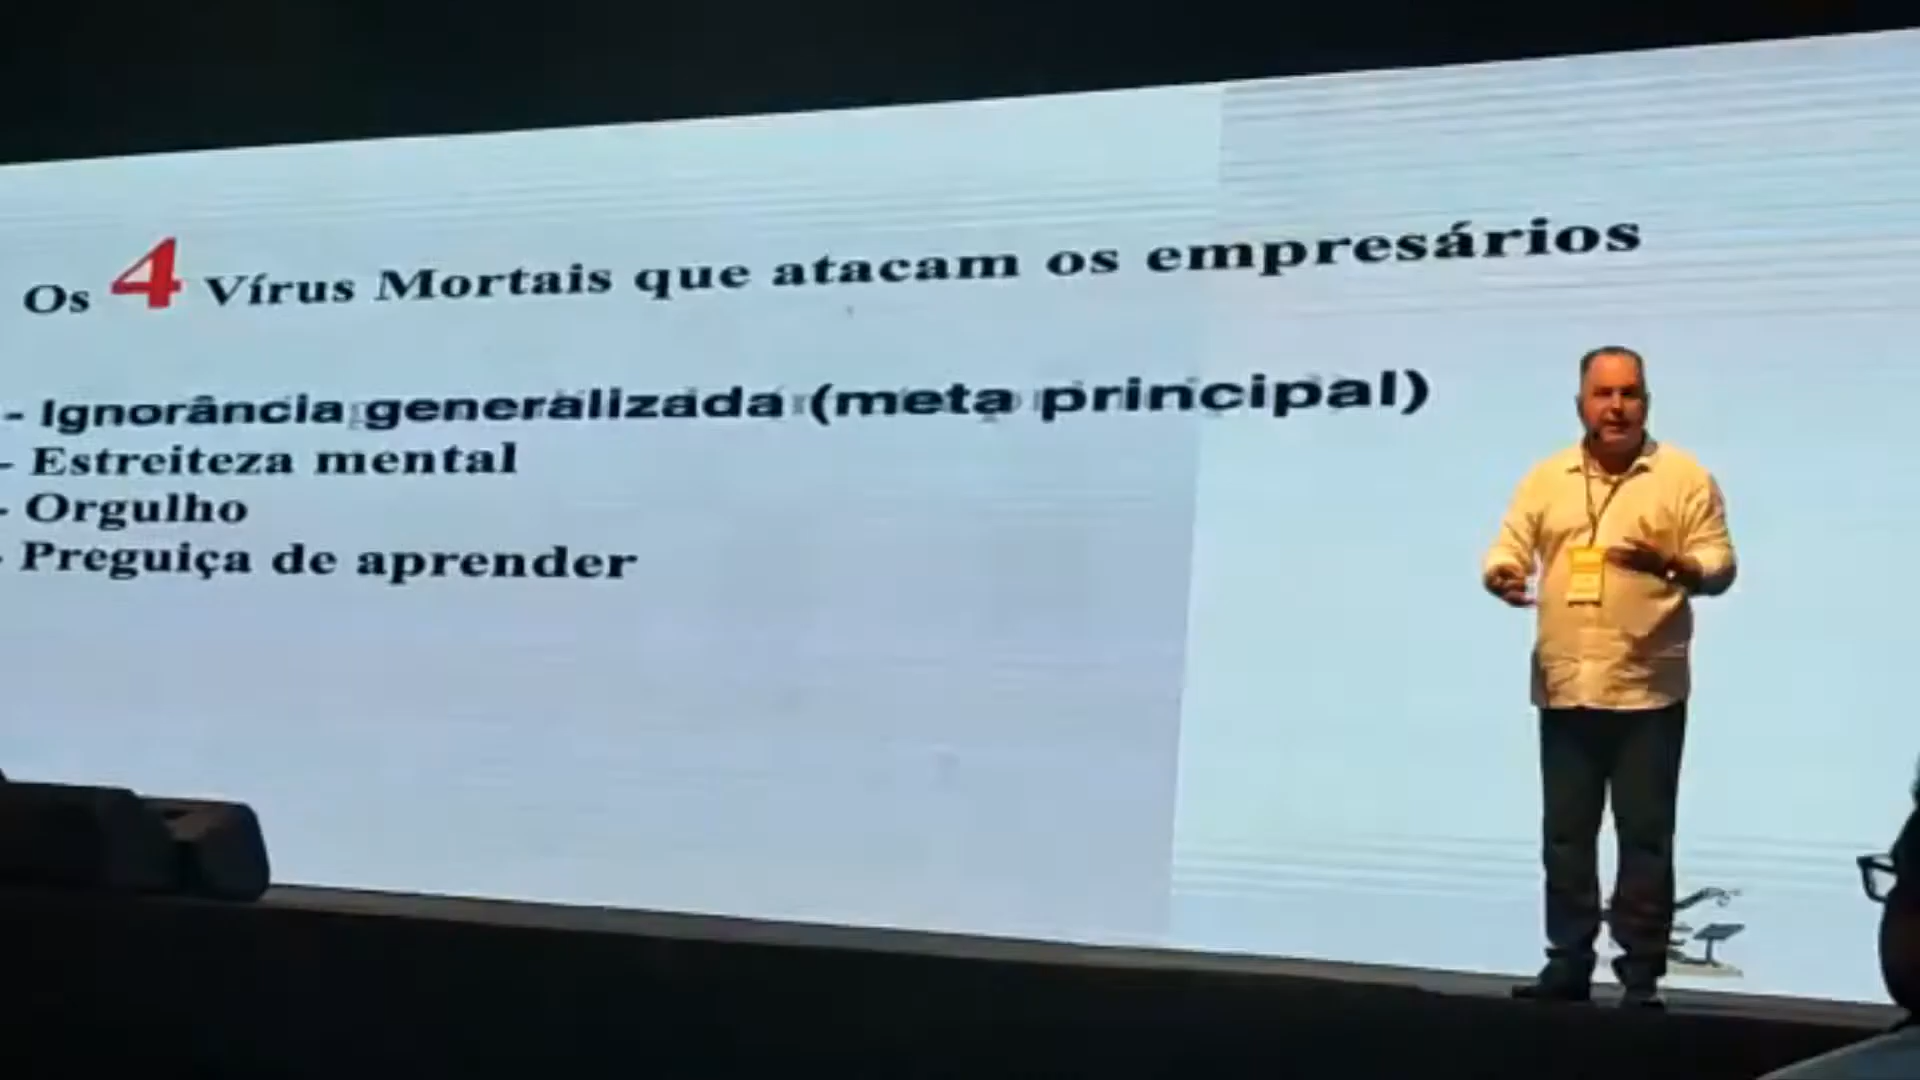 Os 4 Vírus Mortais que atacam os empresários
- Ignorância generalizada (meta principal)
- Estreiteza mental
- Orgulho
- Preguiça de aprender